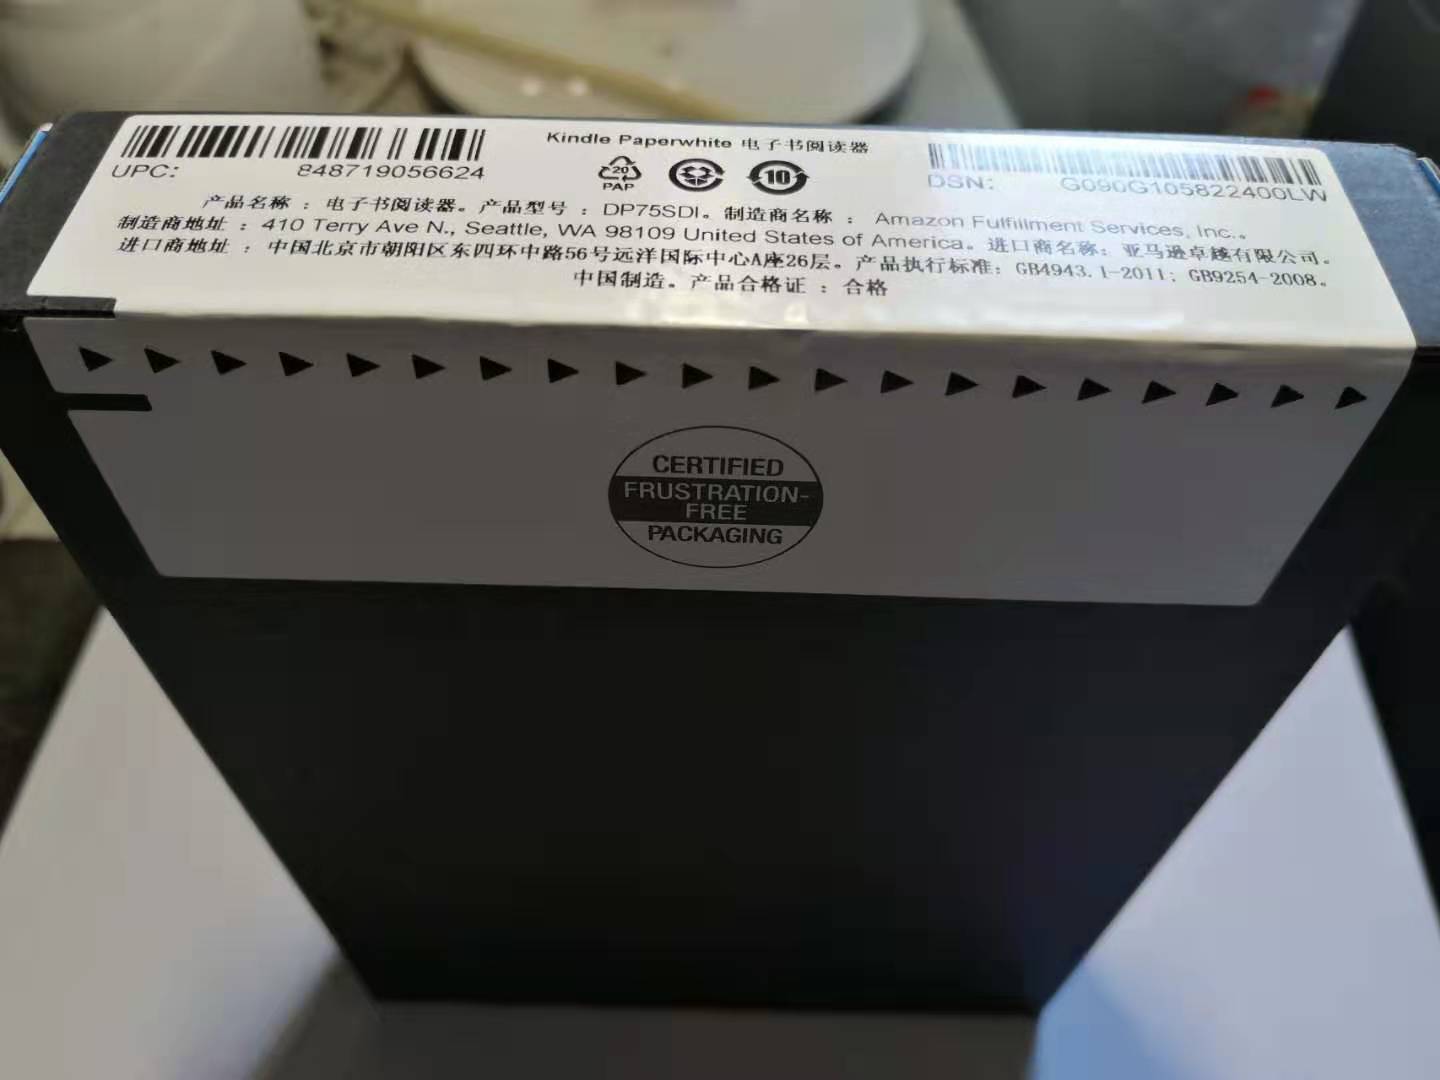 Kindle Paperwhite 电子书阅读器
UPC: 848719056624
20
PAP
10
DSN: G090G105822400LW
产品名称：电子书阅读器。产品型号：DP75SDI。制造商名称：Amazon Fulfillment Services, Inc.。
制造商地址：410 Terry Ave N., Seattle, WA 98109 United States of America。进口商名称：亚马逊卓越有限公司。
进口商地址：中国北京市朝阳区东四环中路56号远洋国际中心A座26层。产品执行标准：GB4943.1-2011; GB9254-2008。
中国制造。产品合格证：合格
CERTIFIED
FRUSTRATION-
FREE
PACKAGING